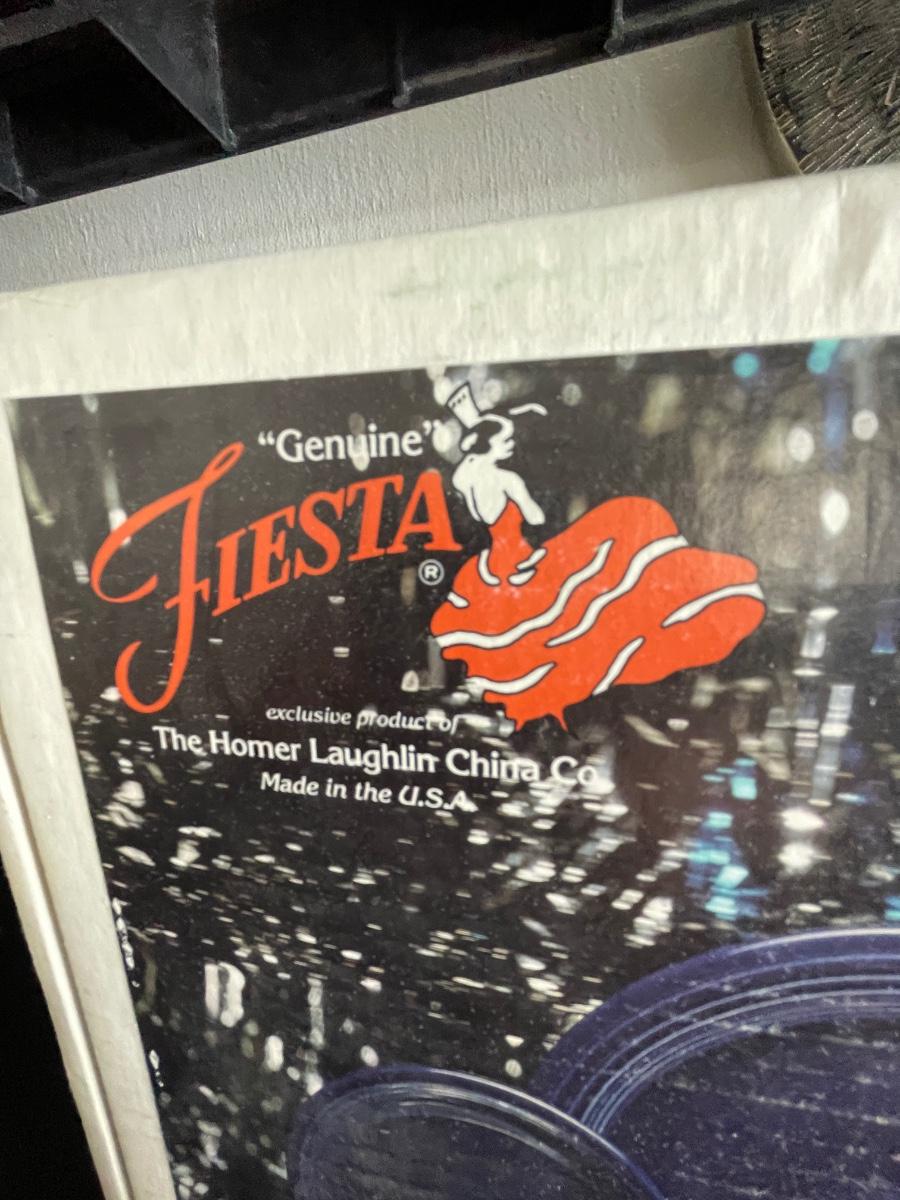 “Genuine”
FIESTA®
exclusive product of
The Homer Laughlin China Co.
Made in the U.S.A.